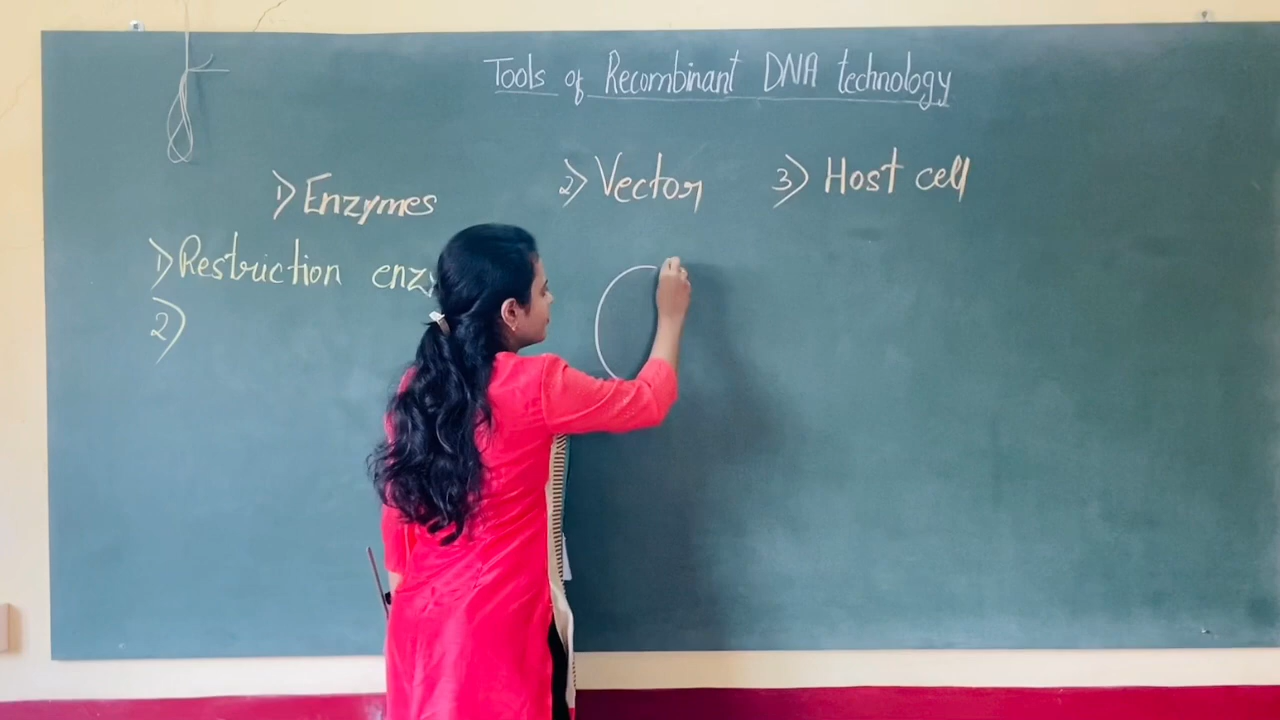 Tools of Recombinant DNA technology
1) Enzymes 2) Vector 3) Host cell
1) Restriction
2)